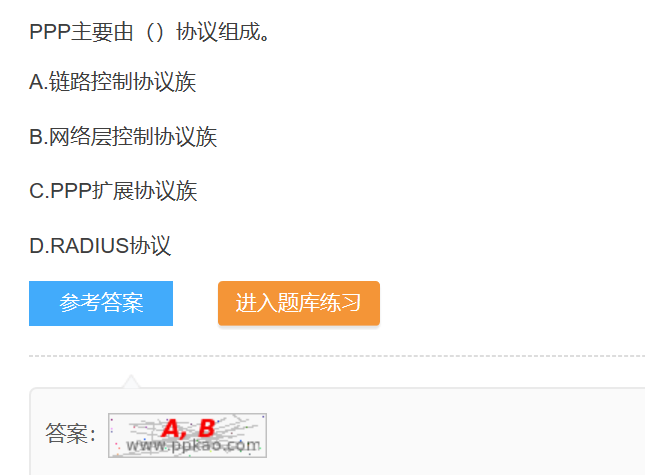 PPP主要由（）协议组成。
A.链路控制协议族
B.网络层控制协议族
C.PPP扩展协议族
D.RADIUS协议
参考答案 进入题库练习
答案： A, B
www.ppkao.com